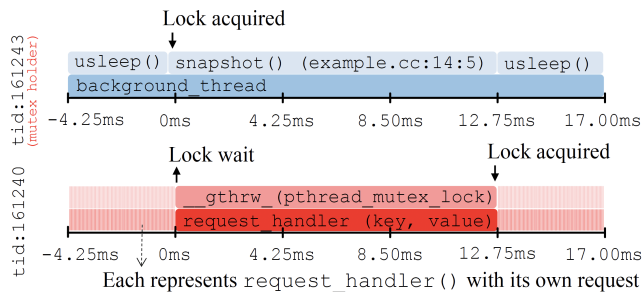 Lock acquired
tid:161243
(mutex holder)
usleep() snapshot() (example.cc:14:5) usleep()
background_thread
-4.25ms 0ms 4.25ms 8.50ms 12.75ms 17.00ms
Lock wait Lock acquired
tid:161240
__gthrw_(pthread_mutex_lock)
request_handler (key, value)
-4.25ms 0ms 4.25ms 8.50ms 12.75ms 17.00ms
Each represents request_handler() with its own request